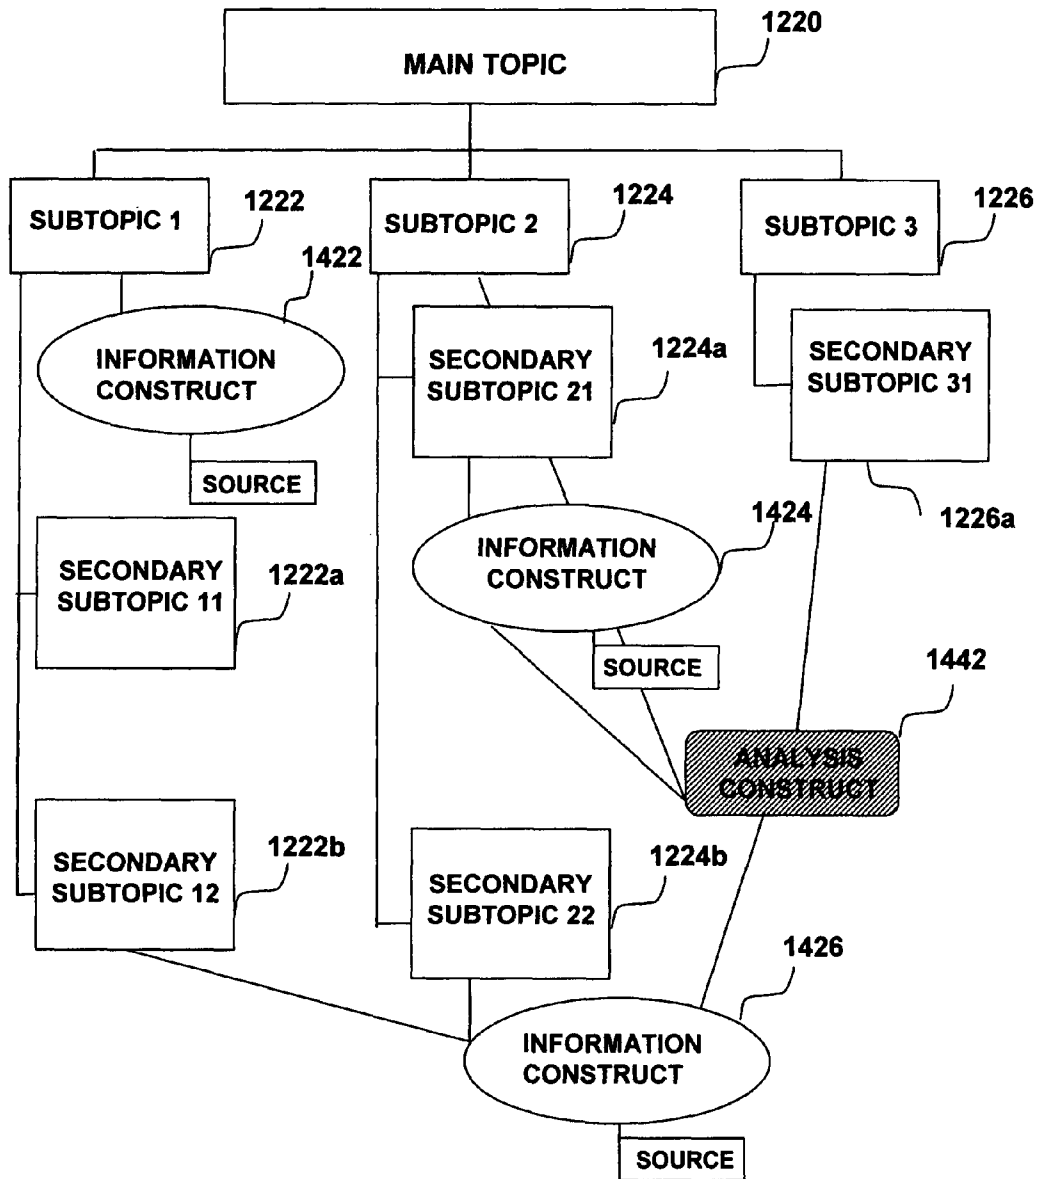 1220
MAIN TOPIC
SUBTOPIC 1
1222
SUBTOPIC 2
1224
SUBTOPIC 3
1226
1422
INFORMATION
CONSTRUCT
SOURCE
SECONDARY
SUBTOPIC 21
1224a
SECONDARY
SUBTOPIC 31
1226a
SECONDARY
SUBTOPIC 11
1222a
INFORMATION
CONSTRUCT
1424
SOURCE
1442
ANALYSIS
CONSTRUCT
SECONDARY
SUBTOPIC 12
1222b
SECONDARY
SUBTOPIC 22
1224b
1426
INFORMATION
CONSTRUCT
SOURCE